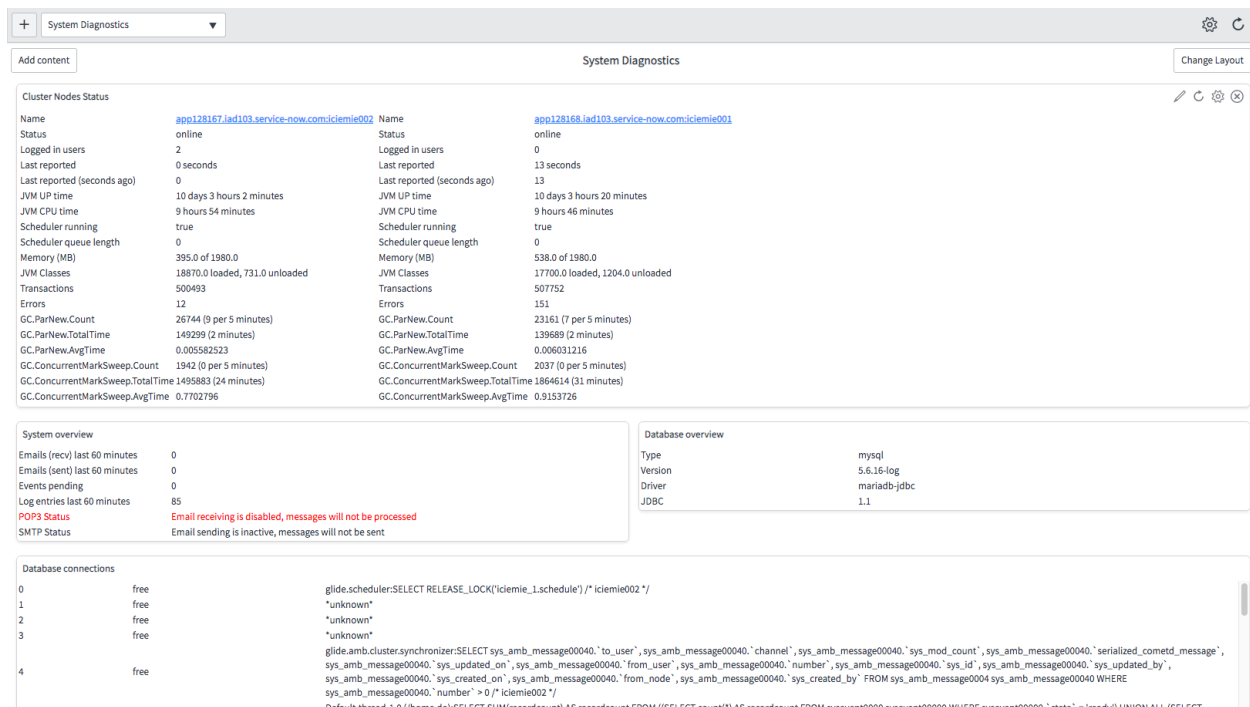 + System Diagnostics
Add content
System Diagnostics
Change Layout
Cluster Nodes Status
Name app128167.iad103.service-now.com:iciemie002 Name app128168.iad103.service-now.com:iciemie001
Status online Status online
Logged in users 2 Logged in users 0
Last reported 0 seconds Last reported 13 seconds
Last reported (seconds ago) 0 Last reported (seconds ago) 13
JVM UP time 10 days 3 hours 2 minutes JVM UP time 10 days 3 hours 20 minutes
JVM CPU time 9 hours 54 minutes JVM CPU time 9 hours 46 minutes
Scheduler running true Scheduler running true
Scheduler queue length 0 Scheduler queue length 0
Memory (MB) 395.0 of 1980.0 Memory (MB) 538.0 of 1980.0
JVM Classes 18870.0 loaded, 731.0 unloaded JVM Classes 17700.0 loaded, 1204.0 unloaded
Transactions 500493 Transactions 507752
Errors 12 Errors 151
GC.ParNew.Count 26744 (9 per 5 minutes) GC.ParNew.Count 23161 (7 per 5 minutes)
GC.ParNew.TotalTime 149299 (2 minutes) GC.ParNew.TotalTime 139689 (2 minutes)
GC.ParNew.AvgTime 0.005582523 GC.ParNew.AvgTime 0.006031216
GC.ConcurrentMarkSweep.Count 1942 (0 per 5 minutes) GC.ConcurrentMarkSweep.Count 2037 (0 per 5 minutes)
GC.ConcurrentMarkSweep.TotalTime 1495883 (24 minutes) GC.ConcurrentMarkSweep.TotalTime 1864614 (31 minutes)
GC.ConcurrentMarkSweep.AvgTime 0.7702796 GC.ConcurrentMarkSweep.AvgTime 0.9153726
System overview
Emails (recv) last 60 minutes 0
Emails (sent) last 60 minutes 0
Events pending 0
Log entries last 60 minutes 85
POP3 Status Email receiving is disabled, messages will not be processed
SMTP Status Email sending is inactive, messages will not be sent
Database overview
Type mysql
Version 5.6.16-log
Driver mariadb-jdbc
JDBC 1.1
Database connections
0 free glide.scheduler:SELECT RELEASE_LOCK('iciemie_1.schedule') /* iciemie002 */
1 free *unknown*
2 free *unknown*
3 free *unknown*
glide.amb.cluster.synchronizer:SELECT sys_amb_message00040.`to_user`, sys_amb_message00040.`channel`, sys_amb_message00040.`sys_mod_count`, sys_amb_message00040.`serialized_cometd_message`,
4 free sys_amb_message00040.`sys_updated_on`, sys_amb_message00040.`from_user`, sys_amb_message00040.`number`, sys_amb_message00040.`sys_id`, sys_amb_message00040.`sys_updated_by`,
sys_amb_message00040.`sys_created_on`, sys_amb_message00040.`from_node`, sys_amb_message00040.`sys_created_by` FROM sys_amb_message0004 sys_amb_message00040 WHERE
sys_amb_message00040.`number` > 0 /* iciemie002 */